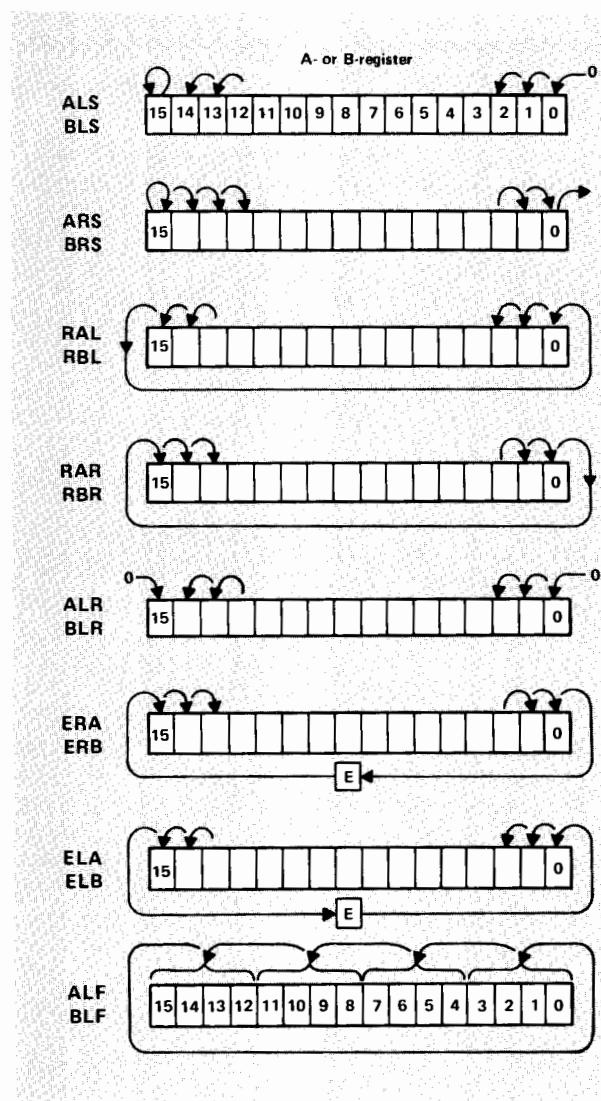 A- or B-register
0
ALS
BLS
15 14 13 12 11 10 9 8 7 6 5 4 3 2 1 0
ARS
BRS
15 0
RAL
RBL
15 0
RAR
RBR
15 0
0 0
ALR
BLR
15 0
ERA
ERB
15 0
E
ELA
ELB
15 0
E
ALF
BLF
15 14 13 12 11 10 9 8 7 6 5 4 3 2 1 0